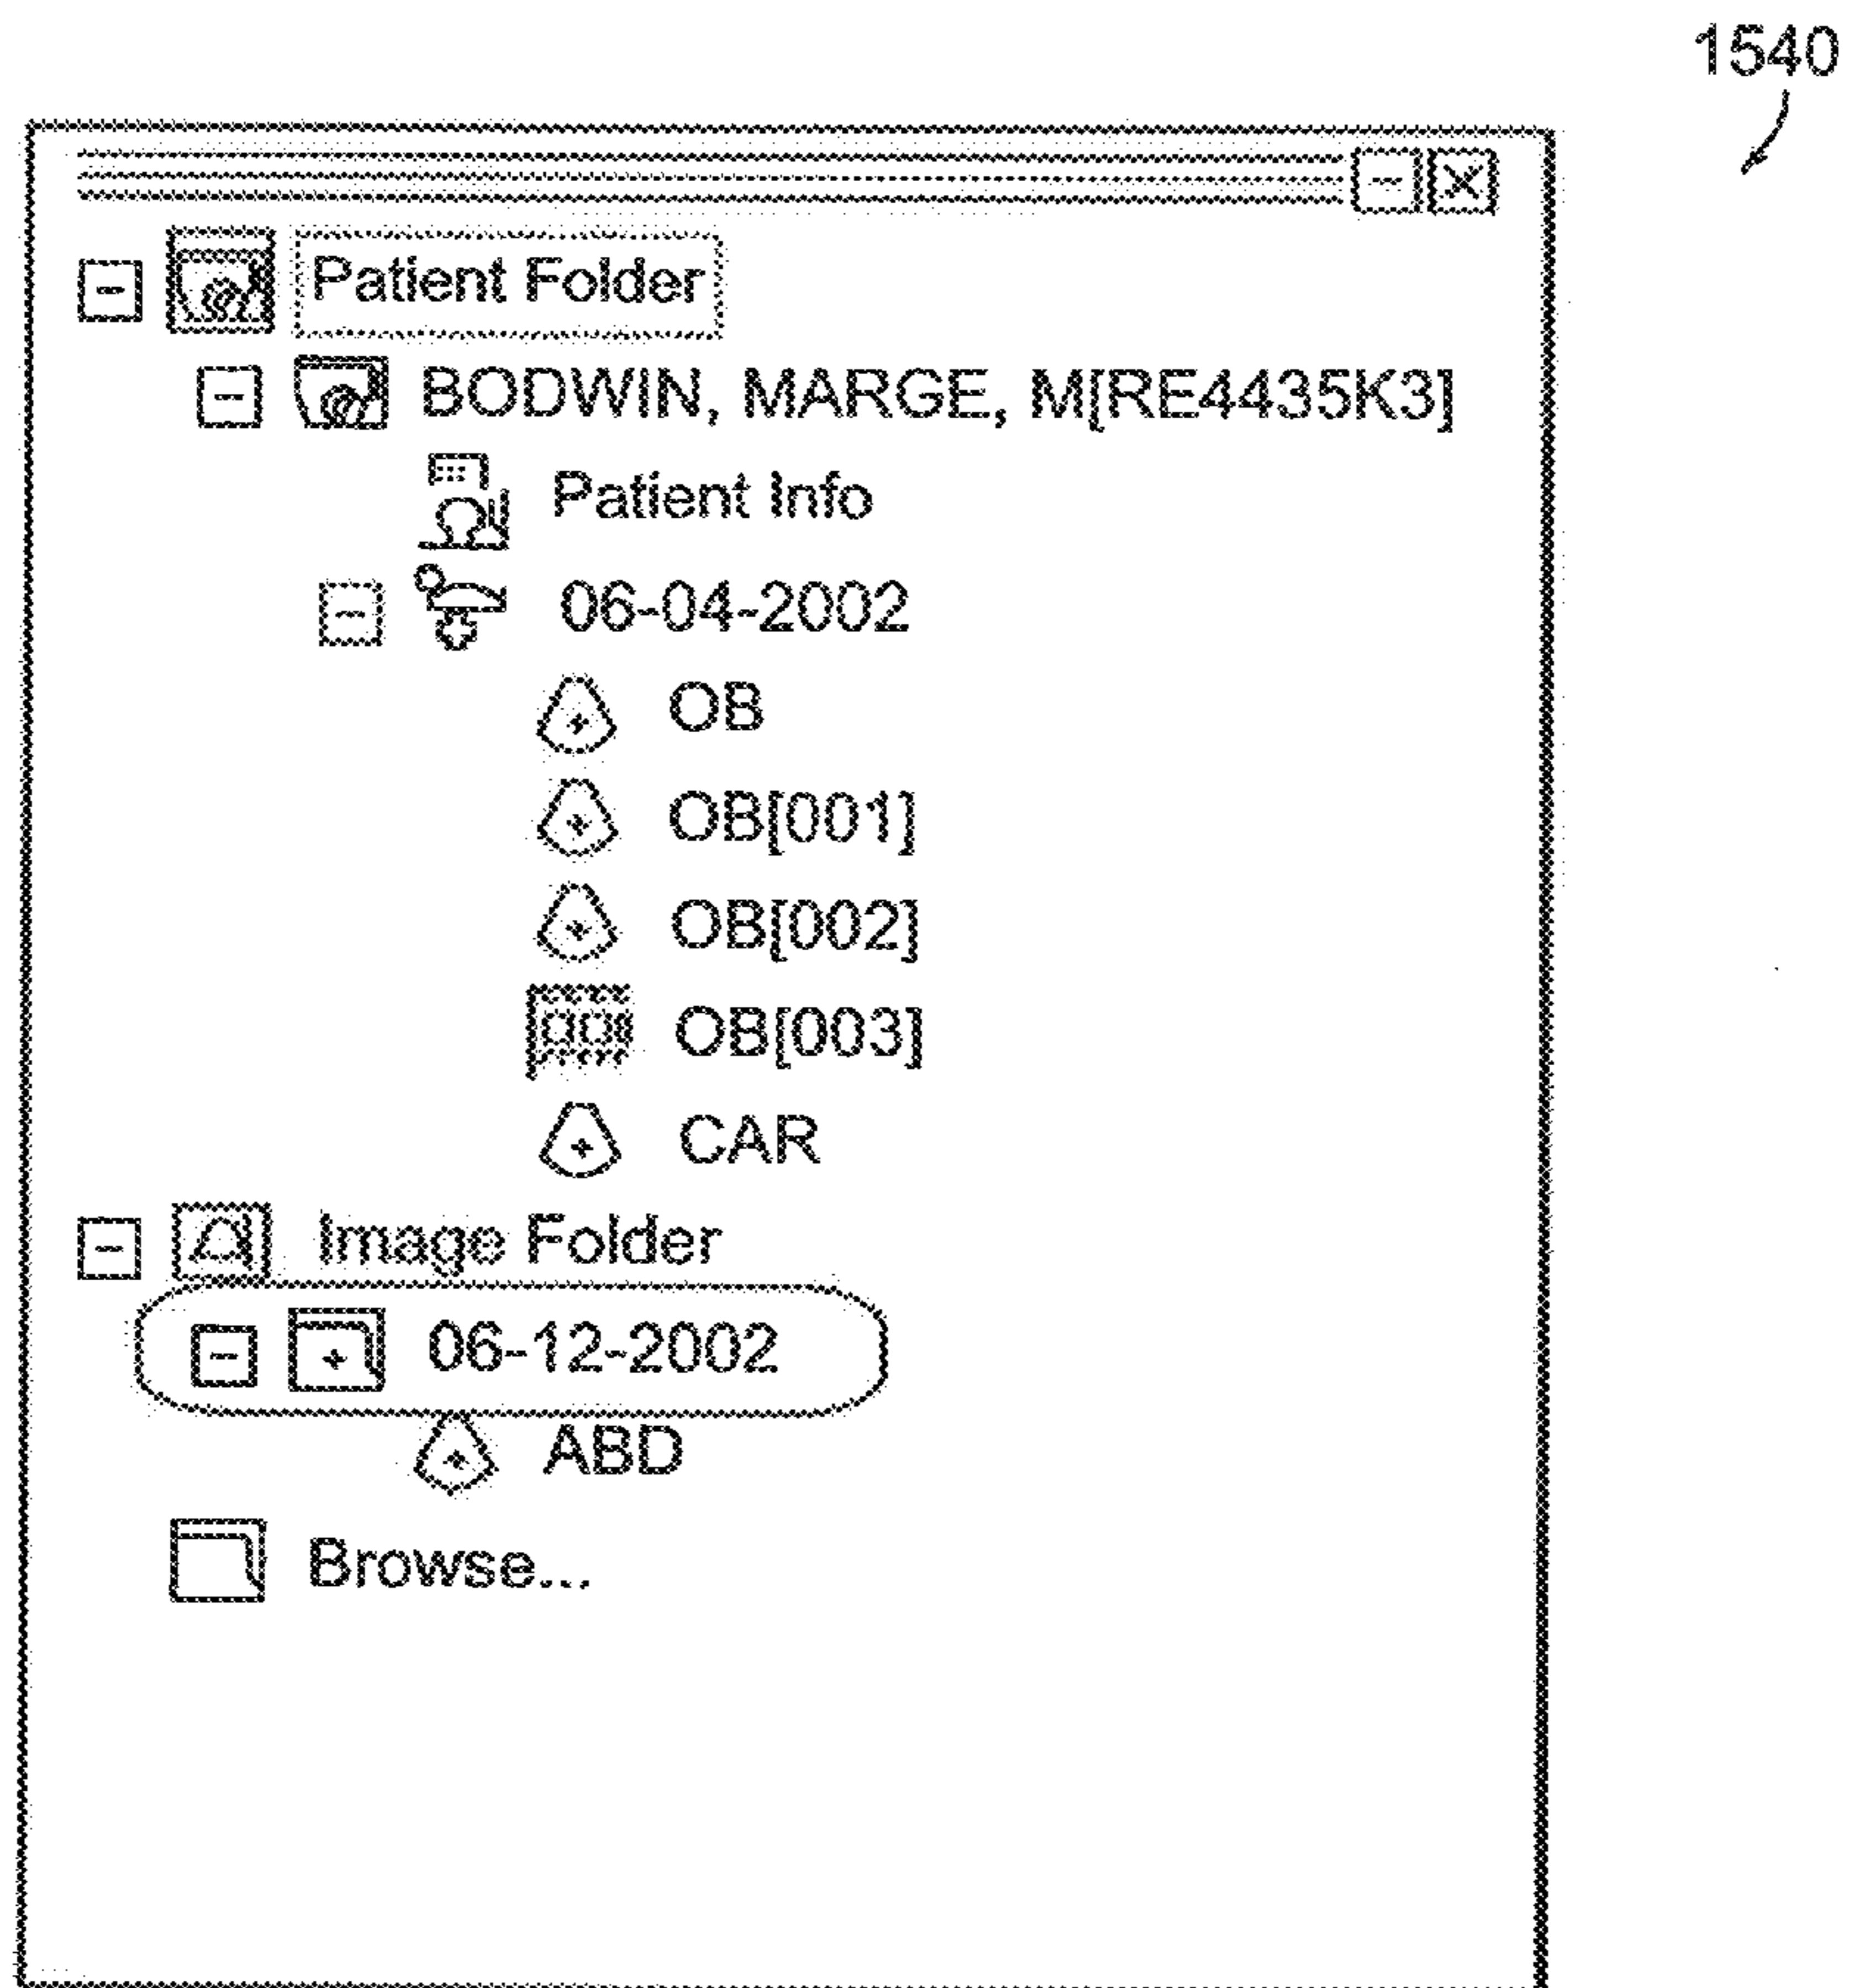 1540
Patient Folder
BODWIN, MARGE, M[RE4435K3]
Patient Info
06-04-2002
OB
OB[001]
OB[002]
OB[003]
CAR
Image Folder
06-12-2002
ABD
Browse...